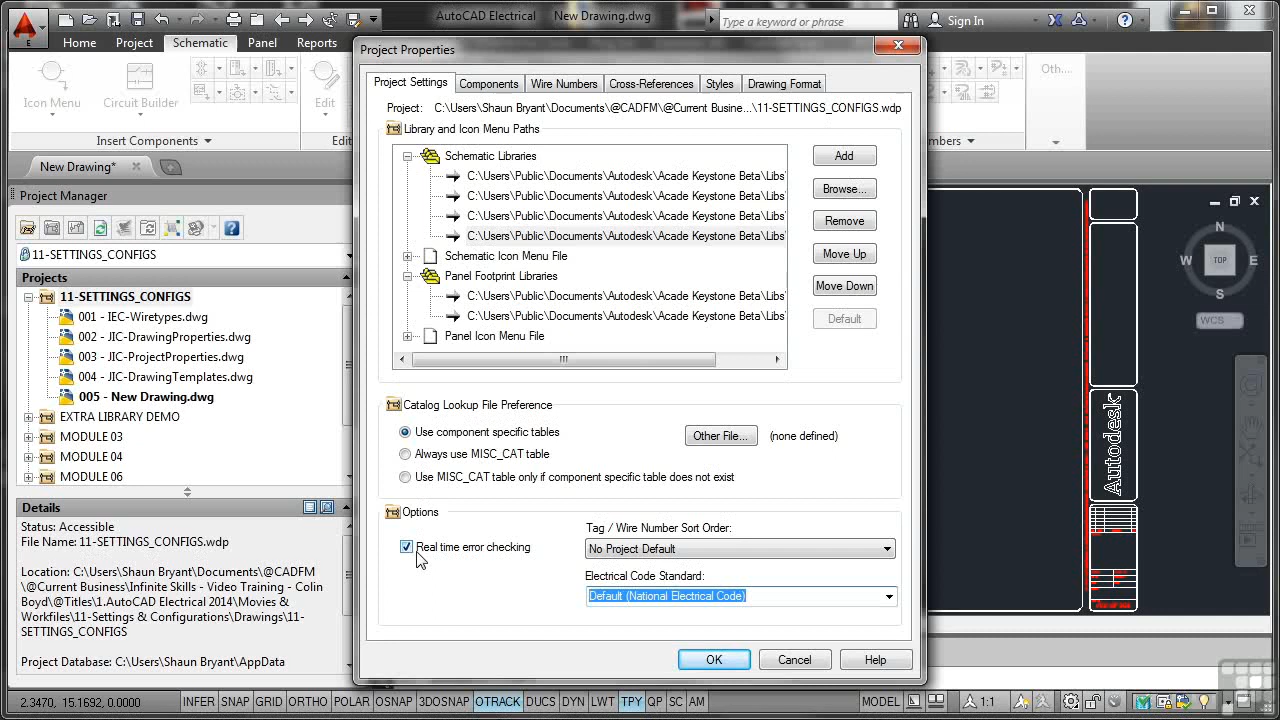 AutoCAD Electrical New Drawing.dwg
Type a keyword or phrase
Sign In
E
Home Project Schematic Panel Reports
Icon Menu
Circuit Builder
Edit
Oth...
Insert Components
New Drawing*
Project Manager
11-SETTINGS_CONFIGS
Projects
11-SETTINGS_CONFIGS
001 - IEC-Wiretypes.dwg
002 - JIC-DrawingProperties.dwg
003 - JIC-ProjectProperties.dwg
004 - JIC-DrawingTemplates.dwg
005 - New Drawing.dwg
EXTRA LIBRARY DEMO
MODULE 03
MODULE 04
MODULE 06
Details
Status: Accessible
File Name: 11-SETTINGS_CONFIGS.wdp
Location: C:\Users\Shaun Bryant\Documents\@CADFM
\@Current Business\Infinite Skills - Video Training - Colin
Boyd\@Titles\1.AutoCAD Electrical 2014\Movies &
Workfiles\11-Settings & Configurations\Drawings\11-
SETTINGS_CONFIGS
Project Database: C:\Users\Shaun Bryant\AppData
Project Properties
Project Settings Components Wire Numbers Cross-References Styles Drawing Format
Project: C:\Users\Shaun Bryant\Documents\@CADFM\@Current Busine...\11-SETTINGS_CONFIGS.wdp
Library and Icon Menu Paths
Schematic Libraries
C:\Users\Public\Documents\Autodesk\Acade Keystone Beta\Libs\
C:\Users\Public\Documents\Autodesk\Acade Keystone Beta\Libs\
C:\Users\Public\Documents\Autodesk\Acade Keystone Beta\Libs\
C:\Users\Public\Documents\Autodesk\Acade Keystone Beta\Libs\
Schematic Icon Menu File
Panel Footprint Libraries
C:\Users\Public\Documents\Autodesk\Acade Keystone Beta\Libs\
C:\Users\Public\Documents\Autodesk\Acade Keystone Beta\Libs\
Panel Icon Menu File
Add
Browse...
Remove
Move Up
Move Down
Default
Catalog Lookup File Preference
Use component specific tables
Always use MISC_CAT table
Use MISC_CAT table only if component specific table does not exist
Other File... (none defined)
Options
Real time error checking
Tag / Wire Number Sort Order:
No Project Default
Electrical Code Standard:
Default (National Electrical Code)
OK Cancel Help
N
W TOP E
S
WCS
Autodesk
2.3470, 15.1692, 0.0000
INFER SNAP GRID ORTHO POLAR OSNAP 3DOSNAP OTRACK DUCS DYN LWT TPY QP SC AM
MODEL 1:1